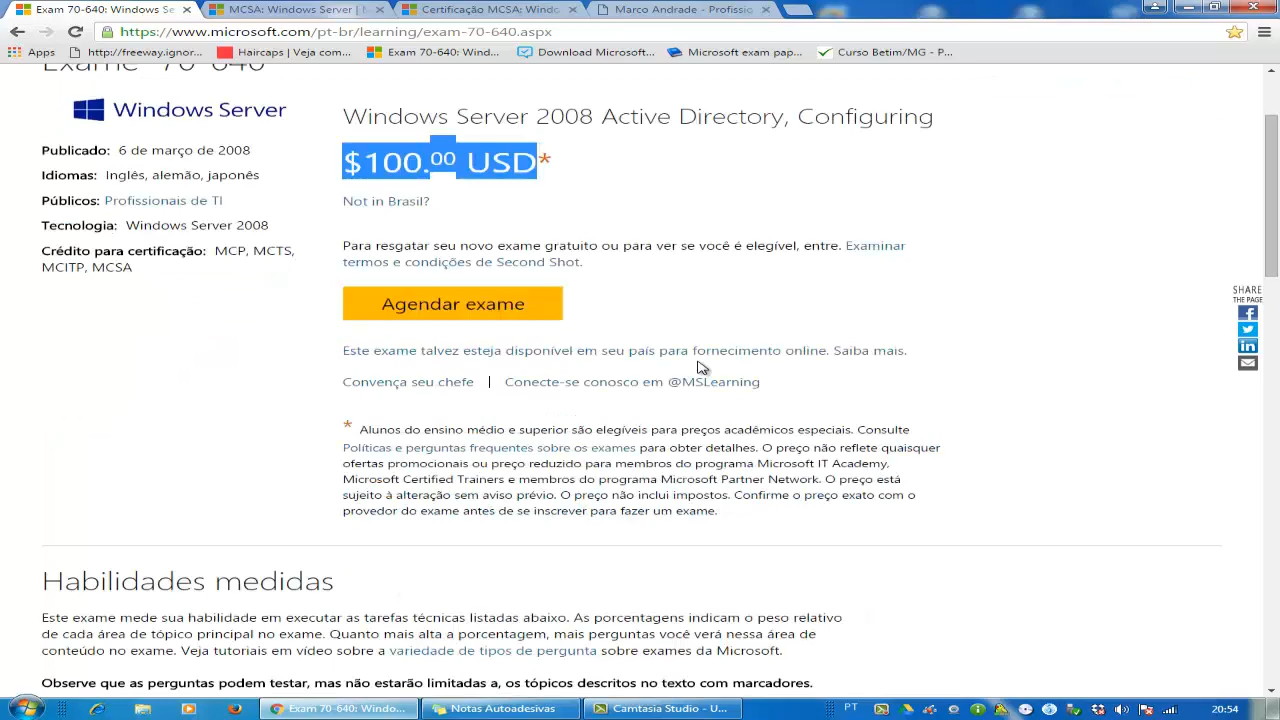 Exam 70-640: Windows Se
MCSA: Windows Server |
Certificação MCSA: Windo
Marco Andrade - Profissio
https://www.microsoft.com/pt-br/learning/exam-70-640.aspx
Apps
http://freeway.ignor...
Haircaps | Veja com...
Exam 70-640: Wind...
Download Microsoft...
Microsoft exam pap...
Curso Betim/MG - P...
Exame 70-640
Windows Server
Publicado: 6 de março de 2008
Idiomas: Inglês, alemão, japonês
Públicos: Profissionais de TI
Tecnologia: Windows Server 2008
Crédito para certificação: MCP, MCTS,
MCITP, MCSA
Windows Server 2008 Active Directory, Configuring
$100.00 USD*
Not in Brasil?
Para resgatar seu novo exame gratuito ou para ver se você é elegível, entre. Examinar
termos e condições de Second Shot.
Agendar exame
Este exame talvez esteja disponível em seu país para fornecimento online. Saiba mais.
Convença seu chefe | Conecte-se conosco em @MSLearning
* Alunos do ensino médio e superior são elegíveis para preços acadêmicos especiais. Consulte
Políticas e perguntas frequentes sobre os exames para obter detalhes. O preço não reflete quaisquer
ofertas promocionais ou preço reduzido para membros do programa Microsoft IT Academy,
Microsoft Certified Trainers e membros do programa Microsoft Partner Network. O preço está
sujeito à alteração sem aviso prévio. O preço não inclui impostos. Confirme o preço exato com o
provedor do exame antes de se inscrever para fazer um exame.
SHARE
THE PAGE
Habilidades medidas
Este exame mede sua habilidade em executar as tarefas técnicas listadas abaixo. As porcentagens indicam o peso relativo
de cada área de tópico principal no exame. Quanto mais alta a porcentagem, mais perguntas você verá nessa área de
conteúdo no exame. Veja tutoriais em vídeo sobre a variedade de tipos de pergunta sobre exames da Microsoft.
Observe que as perguntas podem testar, mas não estarão limitadas a, os tópicos descritos no texto com marcadores.
Exam 70-640: Windo...
Notas Autoadesivas
Camtasia Studio - U...
PT
20:54